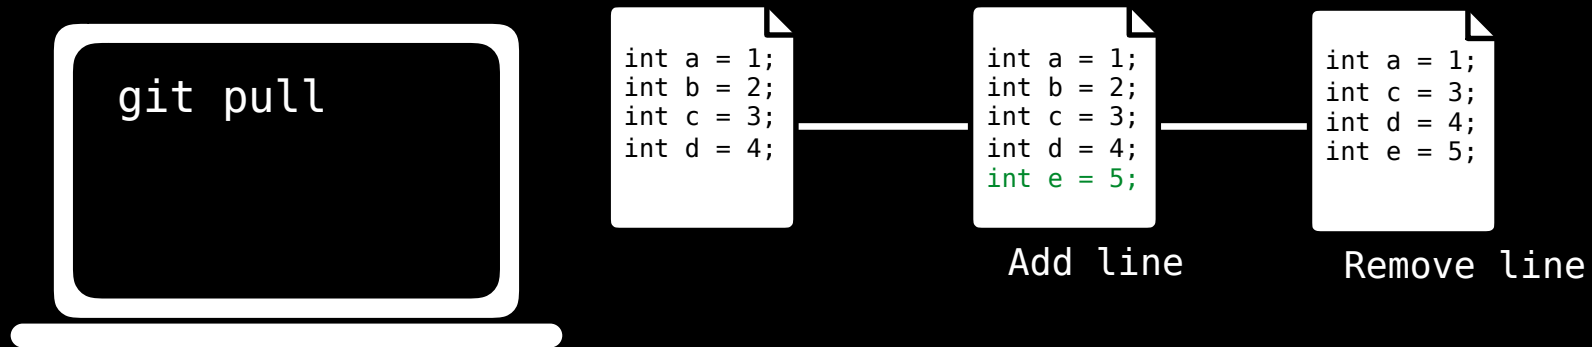 git pull
int a = 1;
int b = 2;
int c = 3;
int d = 4;
int a = 1;
int b = 2;
int c = 3;
int d = 4;
int e = 5;
Add line
int a = 1;
int c = 3;
int d = 4;
int e = 5;
Remove line